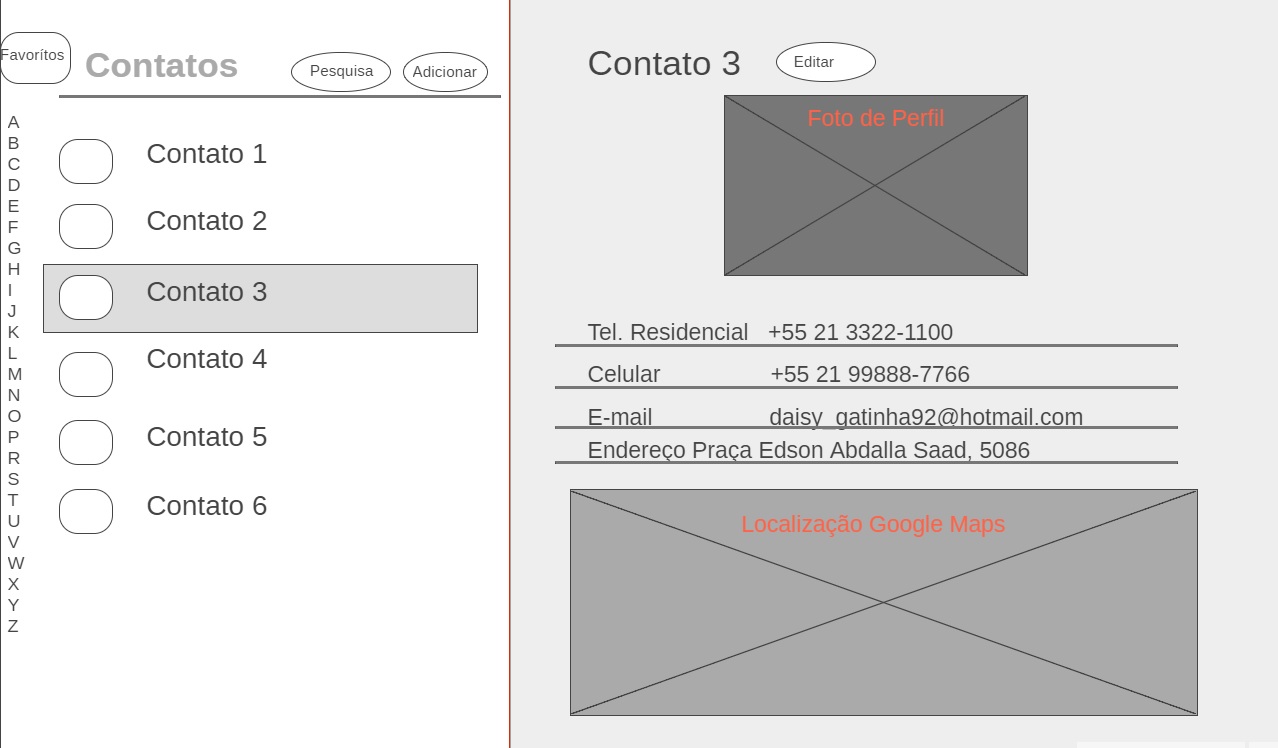 Favorítos
Contatos
Pesquisa
Adicionar
A
B
C
D
E
F
G
H
I
J
K
L
M
N
O
P
R
S
T
U
V
W
X
Y
Z
Contato 1
Contato 2
Contato 3
Contato 4
Contato 5
Contato 6
Contato 3
Editar
Foto de Perfil
Tel. Residencial +55 21 3322-1100
Celular +55 21 99888-7766
E-mail daisy_gatinha92@hotmail.com
Endereço Praça Edson Abdalla Saad, 5086
Localização Google Maps